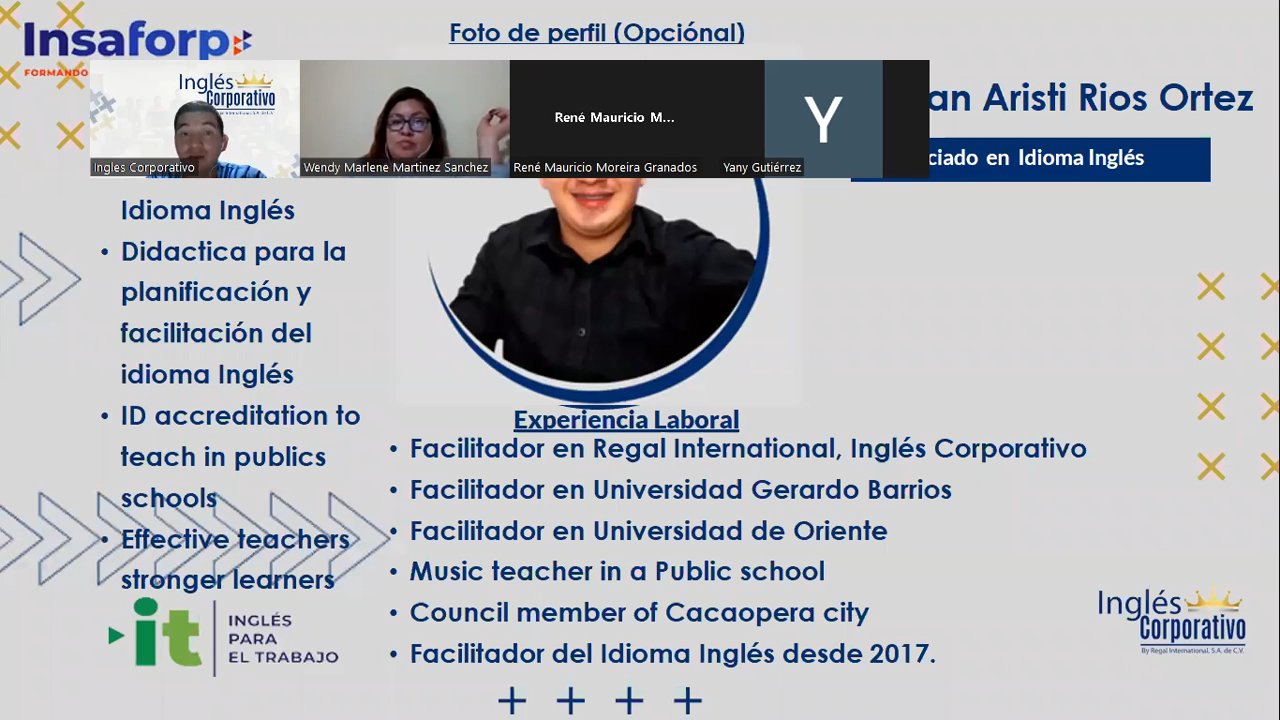 Insaforp
FORMANDO
Foto de perfil (Opciónal)
Inglés
Corporativo
Ingles Corporativo
Wendy Marlene Martinez Sanchez
René Mauricio M...
René Mauricio Moreira Granados
Y
Yany Gutiérrez
an Aristi Rios Ortez
ciado en Idioma Inglés
Idioma Inglés
• Didactica para la
planificación y
facilitación del
idioma Inglés
• ID accreditation to
teach in publics
schools
• Effective teachers
stronger learners
Experiencia Laboral
• Facilitador en Regal International, Inglés Corporativo
• Facilitador en Universidad Gerardo Barrios
• Facilitador en Universidad de Oriente
• Music teacher in a Public school
• Council member of Cacaopera city
• Facilitador del Idioma Inglés desde 2017.
it
INGLÉS
PARA
EL TRABAJO
Inglés
Corporativo
By Regal International, S.A. de C.V.